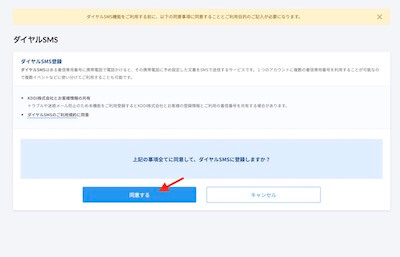 ダイヤルSMS機能をご利用する前に、以下の同意事項に同意することとご利用目的のご記入が必要になります。
ダイヤルSMS
ダイヤルSMS登録
ダイヤルSMSは着信専用番号に携帯電話で電話かけると、その携帯電話に予め設定した文書をSMSで送信するサービスです。1つのアカウントに複数の着信専用番号を利用することが可能なの
で複数イベントなどに使い分けてご利用することも可能です。
KDDI株式会社とお客様情報の共有
トラブルや迷惑メール防止のため本機能をご利用登録するとKDDI株式会社とお客様の登録情報とご利用の着信番号を共有する場合があります。
ダイヤルSMSのご利用規約に同意
上記の事項全てに同意して、ダイヤルSMSに登録しますか？
同意する
キャンセル